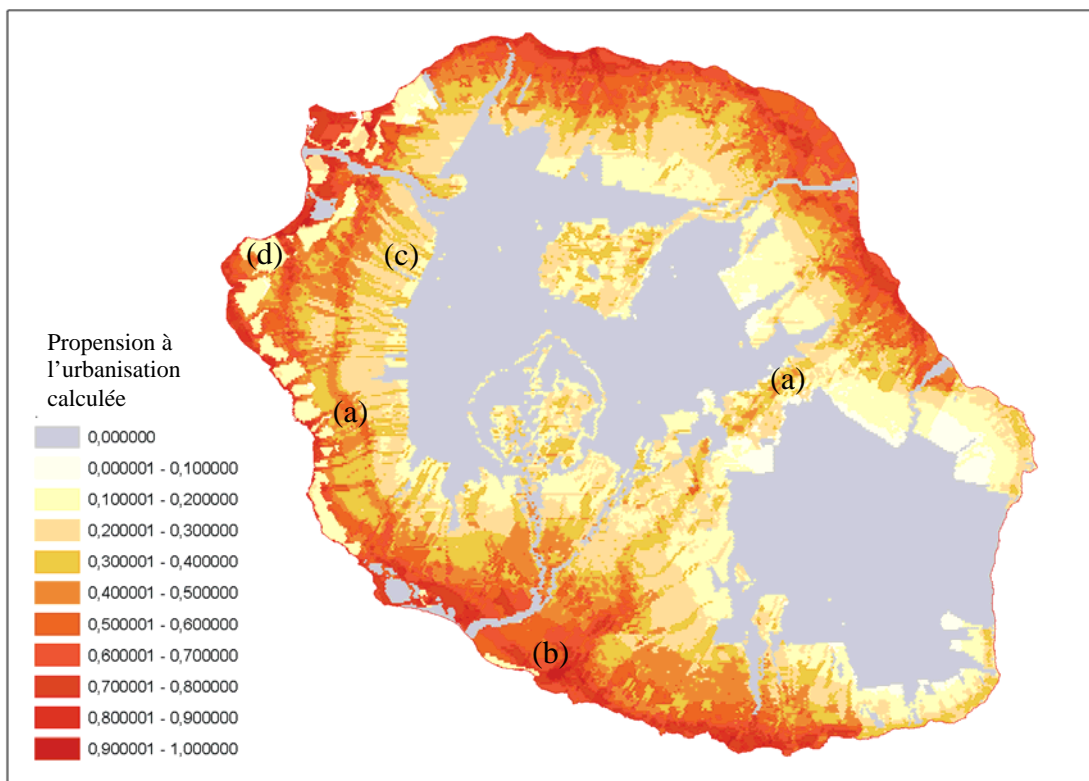 (d)
(c)
(a)
(a)
(b)
Propension à
l'urbanisation
calculée
0,000000
0,000001 - 0,100000
0,100001 - 0,200000
0,200001 - 0,300000
0,300001 - 0,400000
0,400001 - 0,500000
0,500001 - 0,600000
0,600001 - 0,700000
0,700001 - 0,800000
0,800001 - 0,900000
0,900001 - 1,000000